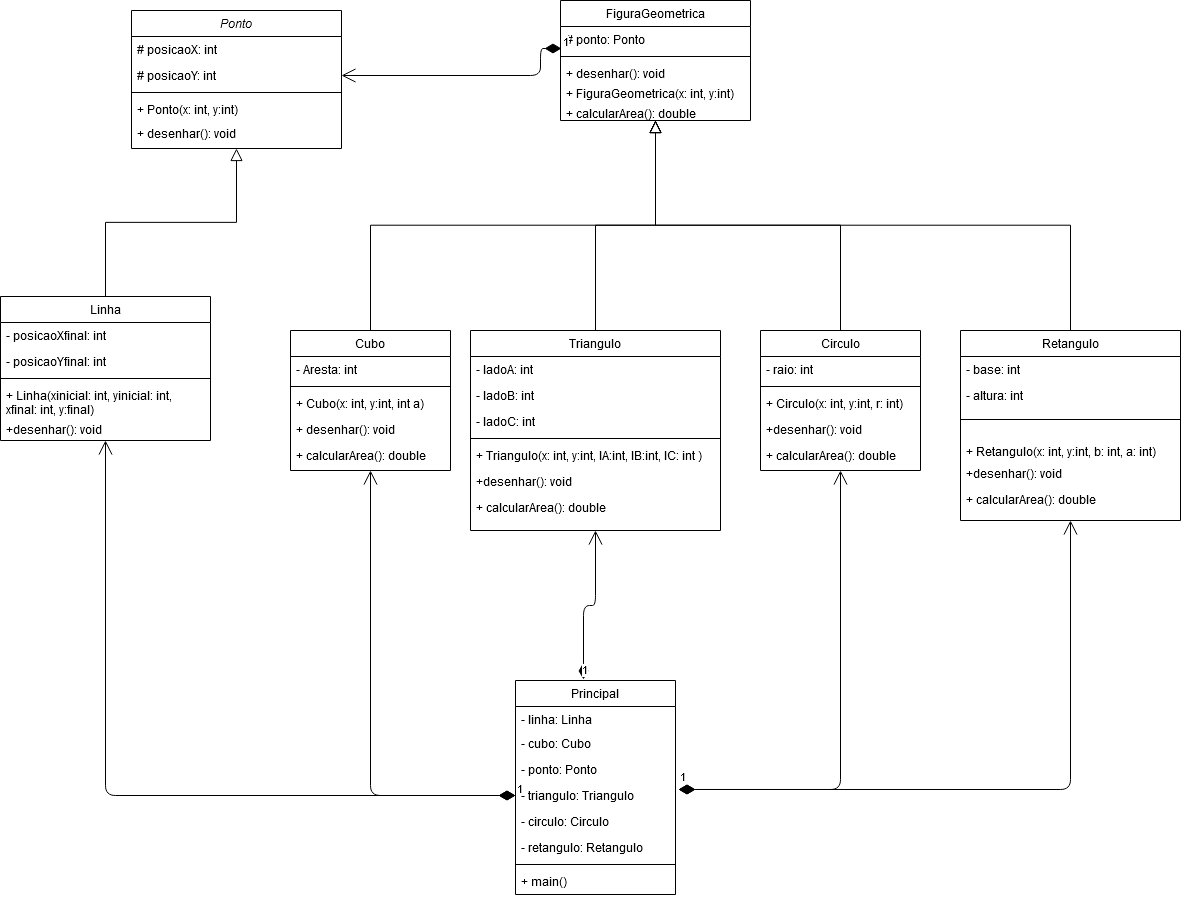 Ponto
# posicaoX: int
# posicaoY: int
+ Ponto(x: int, y:int)
+ desenhar(): void
FiguraGeometrica
1
# ponto: Ponto
+ desenhar(): void
+ FiguraGeometrica(x: int, y:int)
+ calcularArea(): double
Linha
- posicaoXfinal: int
- posicaoYfinal: int
+ Linha(xinicial: int, yinicial: int,
xfinal: int, y:final)
+desenhar(): void
Cubo
- Aresta: int
+ Cubo(x: int, y:int, int a)
+ desenhar(): void
+ calcularArea(): double
Triangulo
- ladoA: int
- ladoB: int
- ladoC: int
+ Triangulo(x: int, y:int, lA:int, lB:int, lC: int )
+desenhar(): void
+ calcularArea(): double
Circulo
- raio: int
+ Circulo(x: int, y:int, r: int)
+desenhar(): void
+ calcularArea(): double
Retangulo
- base: int
- altura: int
+ Retangulo(x: int, y:int, b: int, a: int)
+desenhar(): void
+ calcularArea(): double
1
Principal
- linha: Linha
- cubo: Cubo
- ponto: Ponto
1
1
- triangulo: Triangulo
- circulo: Circulo
- retangulo: Retangulo
+ main()